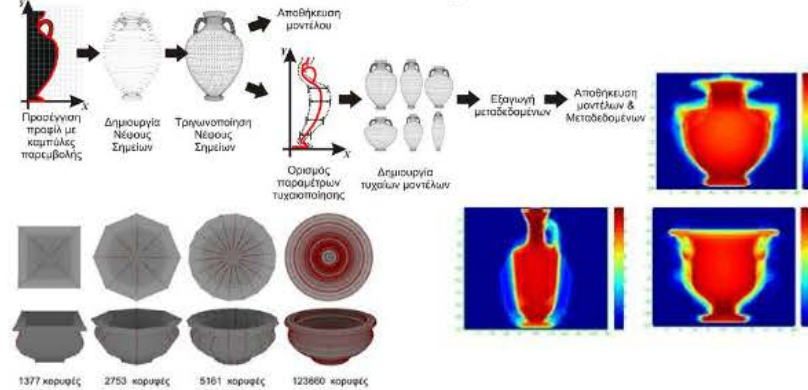 Y
X
Προσέγγιση
προφίλ με
καμπύλες
παρεμβολής
Δημιουργία
Νέφους
Σημείων
Τριγωνοποίηση
Νέφους
Σημείων
Αποθήκευση
μοντέλου
Y
X
Ορισμός
παραμέτρων
τυχαιοποίησης
Δημιουργία
τυχαίων μοντέλων
Εξαγωγή
μεταδεδομένων
Αποθήκευση
μοντέλων &
Μεταδεδομένων
1377 κορυφές
2753 κορυφές
5161 κορυφές
123660 κορυφές